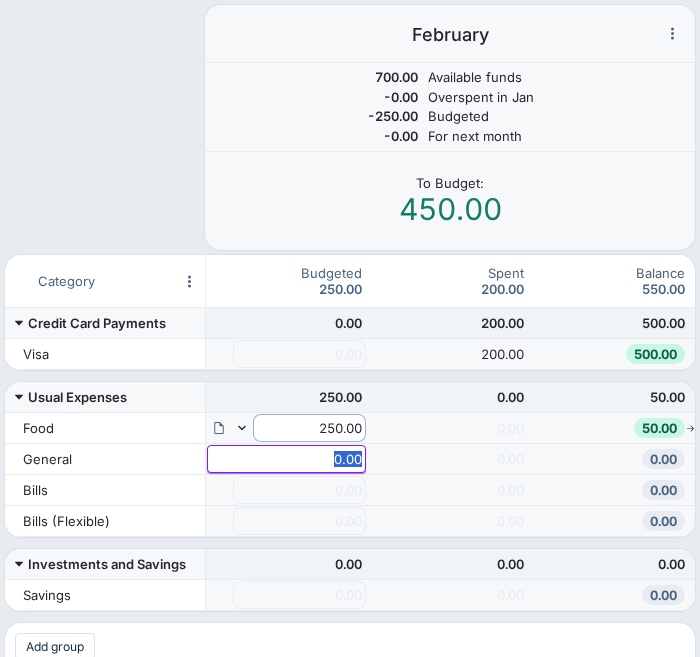 February
700.00 Available funds
-0.00 Overspent in Jan
-250.00 Budgeted
-0.00 For next month
To Budget:
450.00
Category Budgeted Spent Balance
250.00 200.00 550.00
Credit Card Payments 0.00 200.00 500.00
Visa 0.00 200.00 500.00
Usual Expenses 250.00 0.00 50.00
Food 250.00 0.00 50.00
General 0.00 0.00 0.00
Bills 0.00 0.00 0.00
Bills (Flexible) 0.00 0.00 0.00
Investments and Savings 0.00 0.00 0.00
Savings 0.00 0.00 0.00
Add group